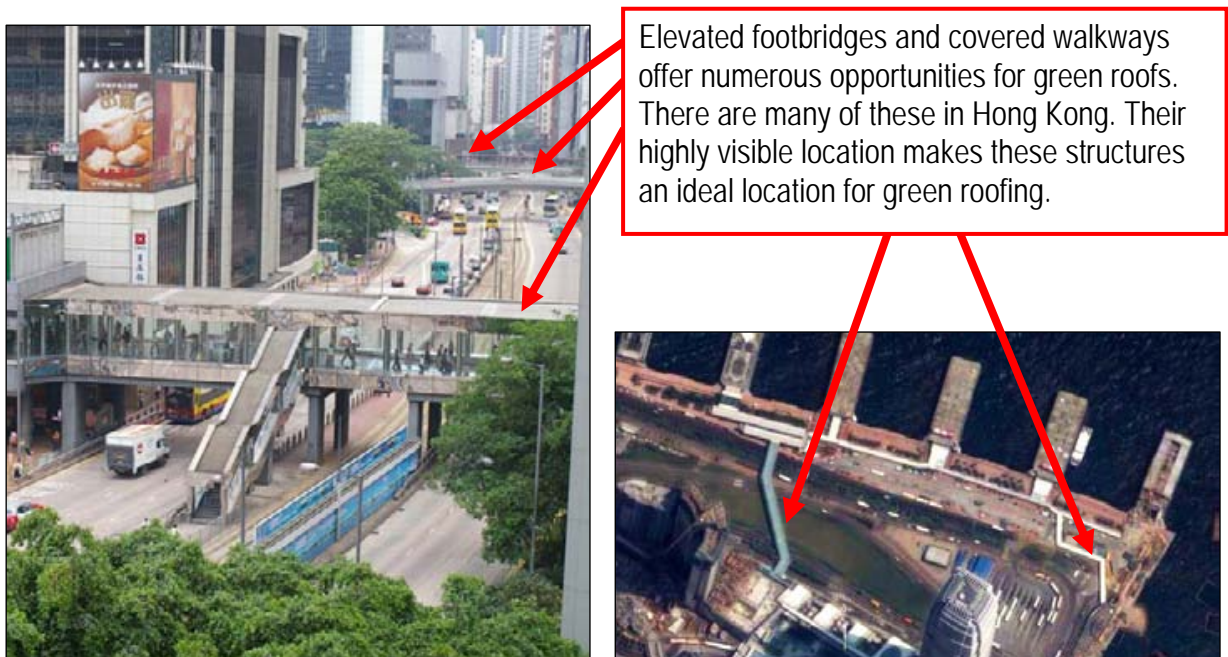 Elevated footbridges and covered walkways
offer numerous opportunities for green roofs.
There are many of these in Hong Kong. Their
highly visible location makes these structures
an ideal location for green roofing.